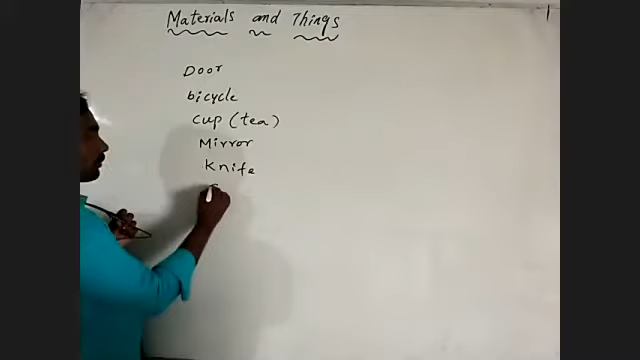 Materials and Things
Door
bicycle
cup (tea)
Mirror
Knife